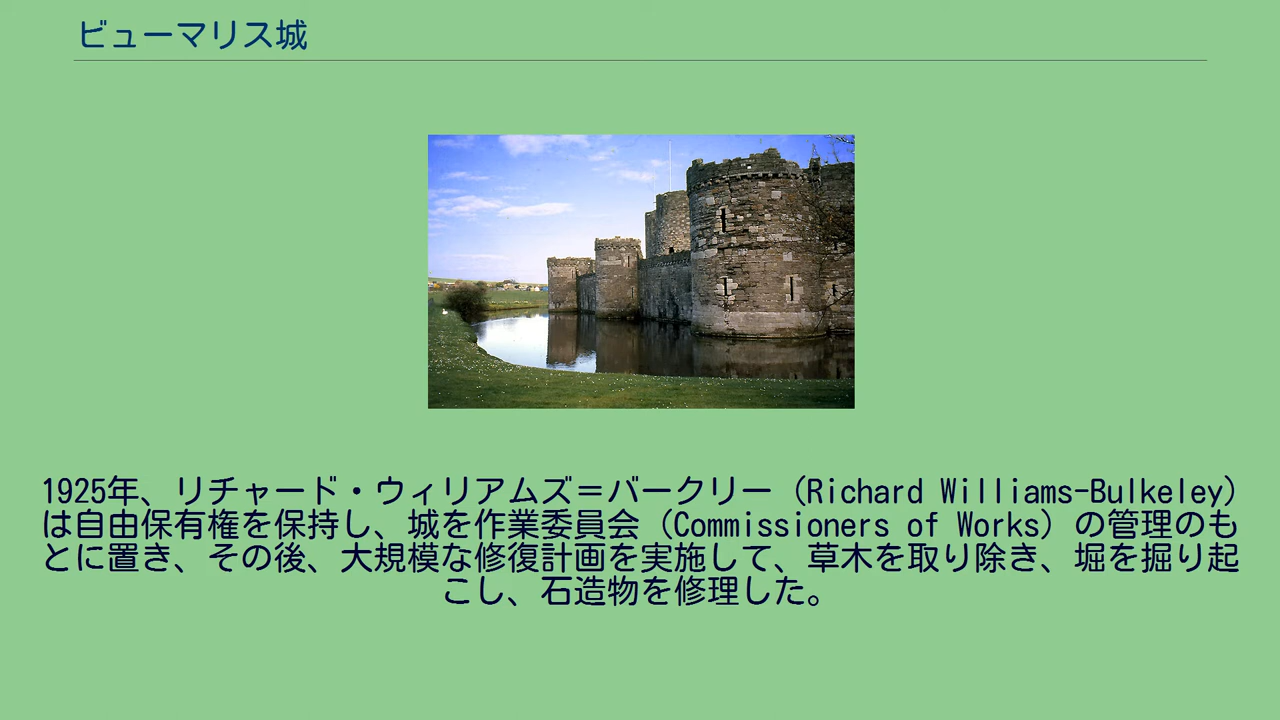 ビューマリス城
1925年、リチャード・ウィリアムズ＝バークリー（Richard Williams-Bulkeley）
は自由保有権を保持し、城を作業委員会（Commissioners of Works）の管理のも
とに置き、その後、大規模な修復計画を実施して、草木を取り除き、堀を掘り起
こし、石造物を修理した。